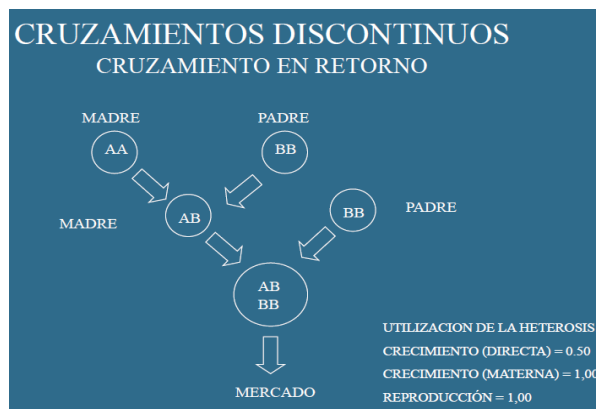 CRUZAMIENTOS DISCONTINUOS
CRUZAMIENTO EN RETORNO
MADRE
PADRE
AA
BB
MADRE
AB
BB
PADRE
AB
BB
UTILIZACION DE LA HETEROSIS
CRECIMIENTO (DIRECTA) = 0.50
CRECIMIENTO (MATERNA) = 1,00
MERCADO
REPRODUCCIÓN = 1,00